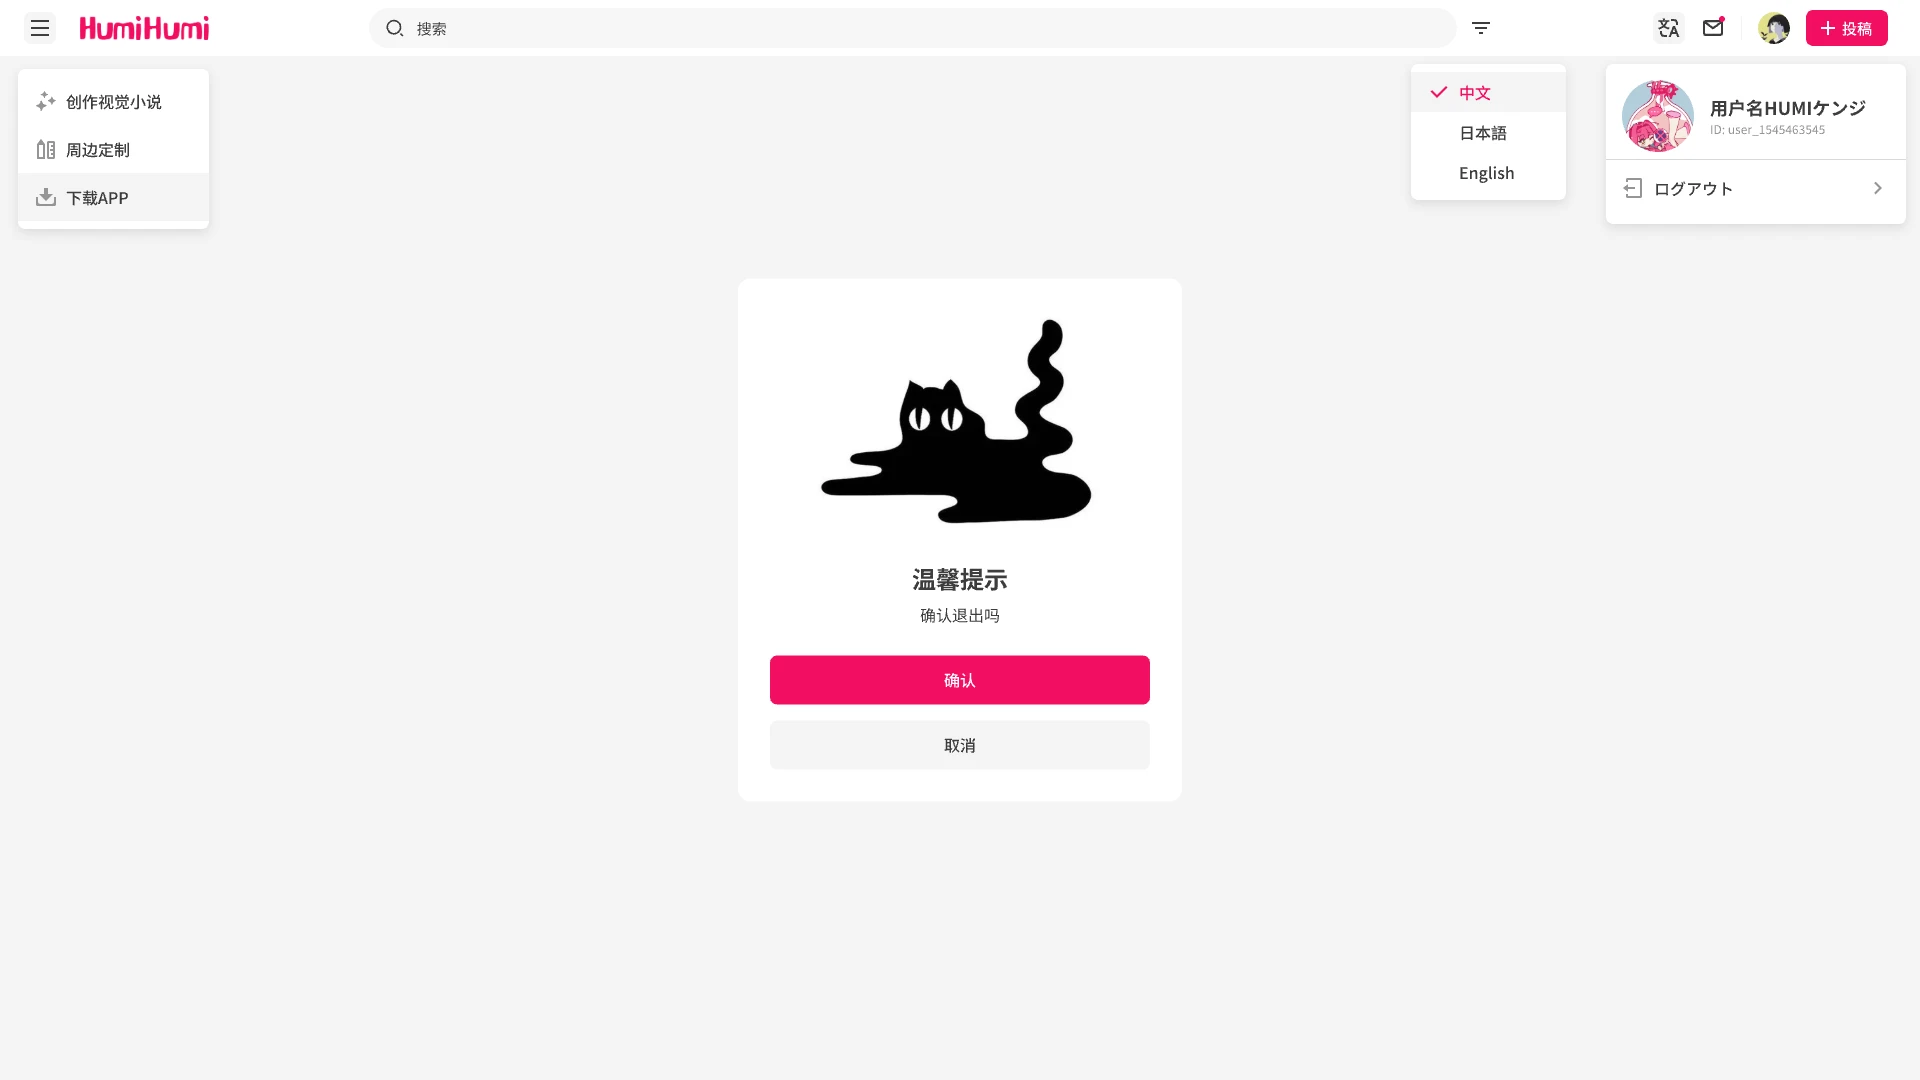 HumiHumi
搜索
投稿
创作视觉小说
周边定制
下载APP
中文
日本語
English
用户名HUMIケンジ
ID: user_1545463545
ログアウト
温馨提示
确认退出吗
确认
取消